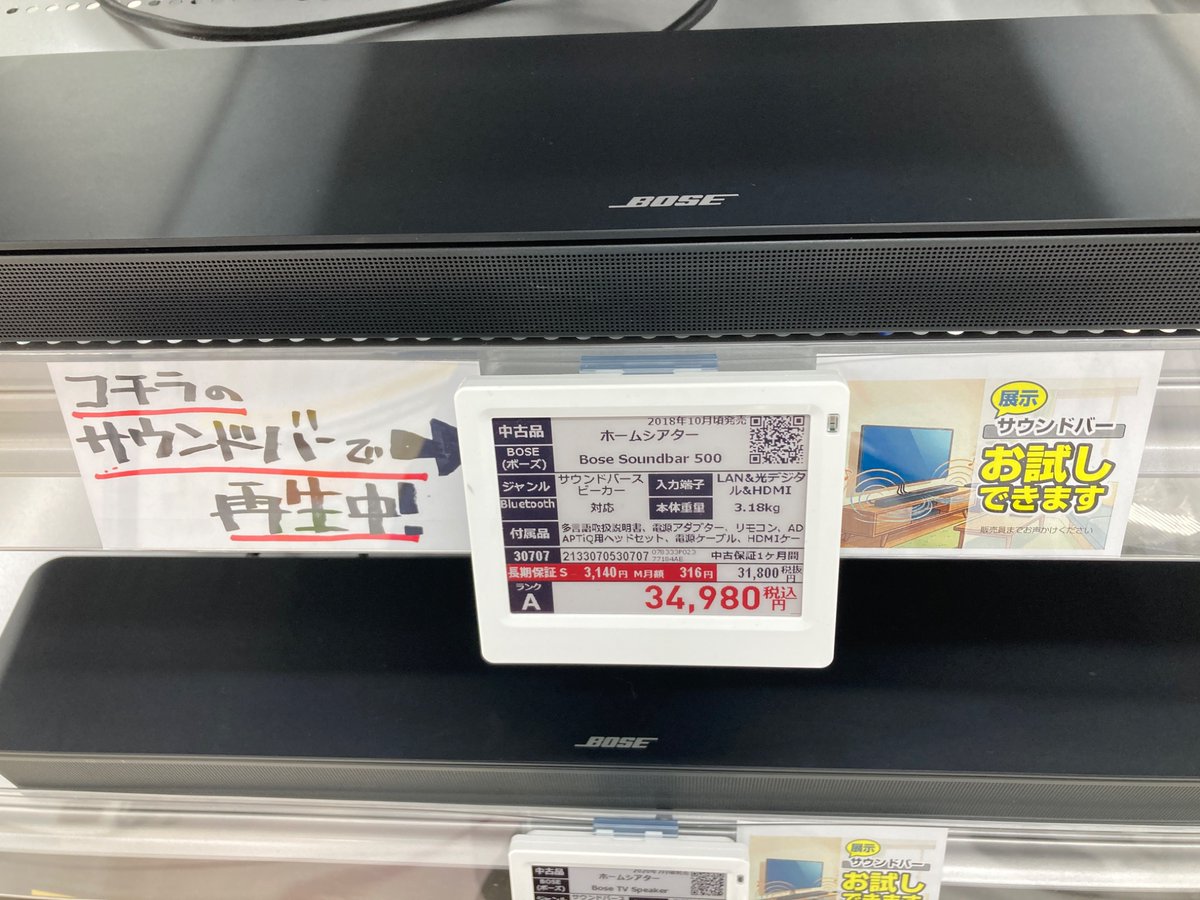 BOSE
コチラの
サウンドバーで
再生中!
中古品
2018年10月頃発売
ホームシアター
BOSE
(ボーズ)
Bose Soundbar 500
ジャンル
サウンドバースピーカー
入力端子
LAN&光デジタル&HDMI
Bluetooth
対応
本体重量
3.18kg
付属品
多言語取扱説明書、電源アダプター、リモコン、AD
APTiQ用ヘッドセット、電源ケーブル、HDMIケー
30707
2133070530707
中古保証1ヶ月間
長期保証 S 3,140円 M月額 316円
31,800税抜円
ランク
A
34,980税込円
展示
サウンドバー
お試し
できます
販売員までお声かけください
BOSE
中古品
ホームシアター
BOSE
(ボーズ)
Bose TV Speaker
展示
サウンドバー
お試し
できます